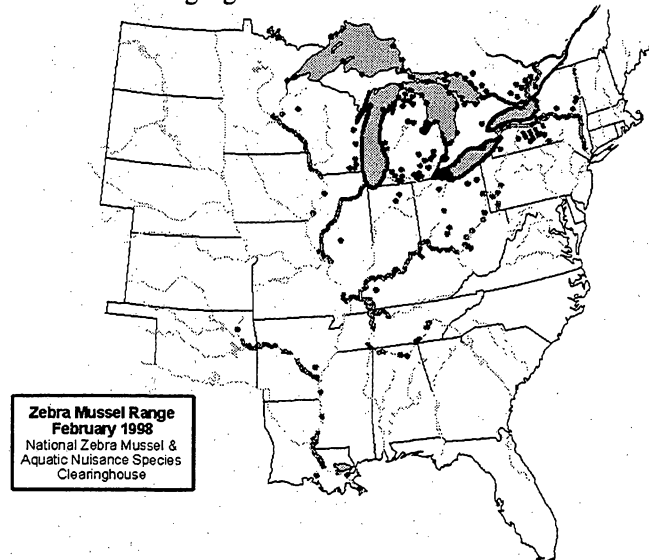 Zebra Mussel Range
February 1998
National Zebra Mussel &
Aquatic Nuisance Species
Clearinghouse